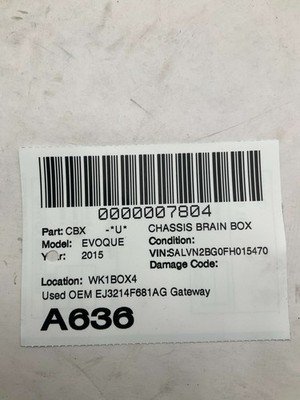 0000007804
Part: CBX -*U* CHASSIS BRAIN BOX
Model: EVOQUE Condition:
Year: 2015 VIN:SALVN2BG0FH015470
Damage Code:
Location: WK1BOX4
Used OEM EJ3214F681AG Gateway
A636